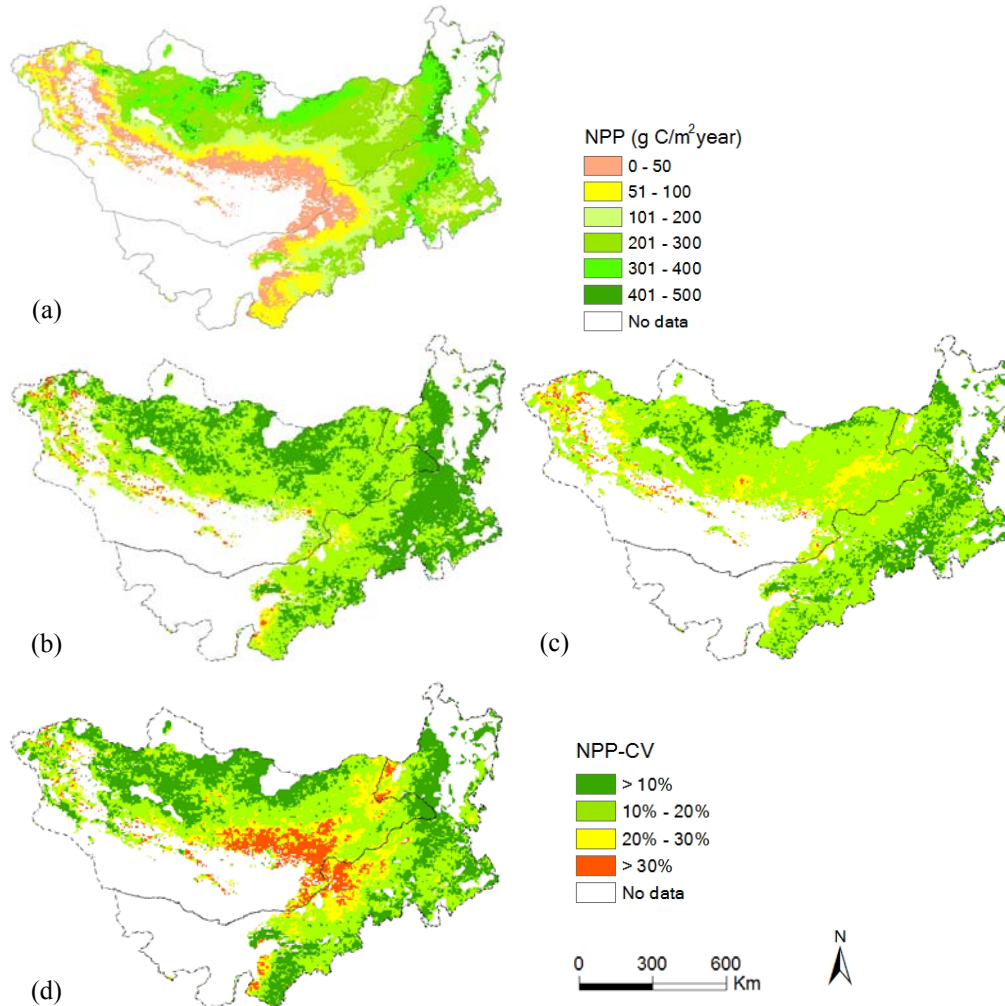 (a)
NPP (g C/m²year)
0 - 50
51 - 100
101 - 200
201 - 300
301 - 400
401 - 500
No data
(b)
(c)
(d)
NPP-CV
> 10%
10% - 20%
20% - 30%
> 30%
No data
0 300 600
Km
N